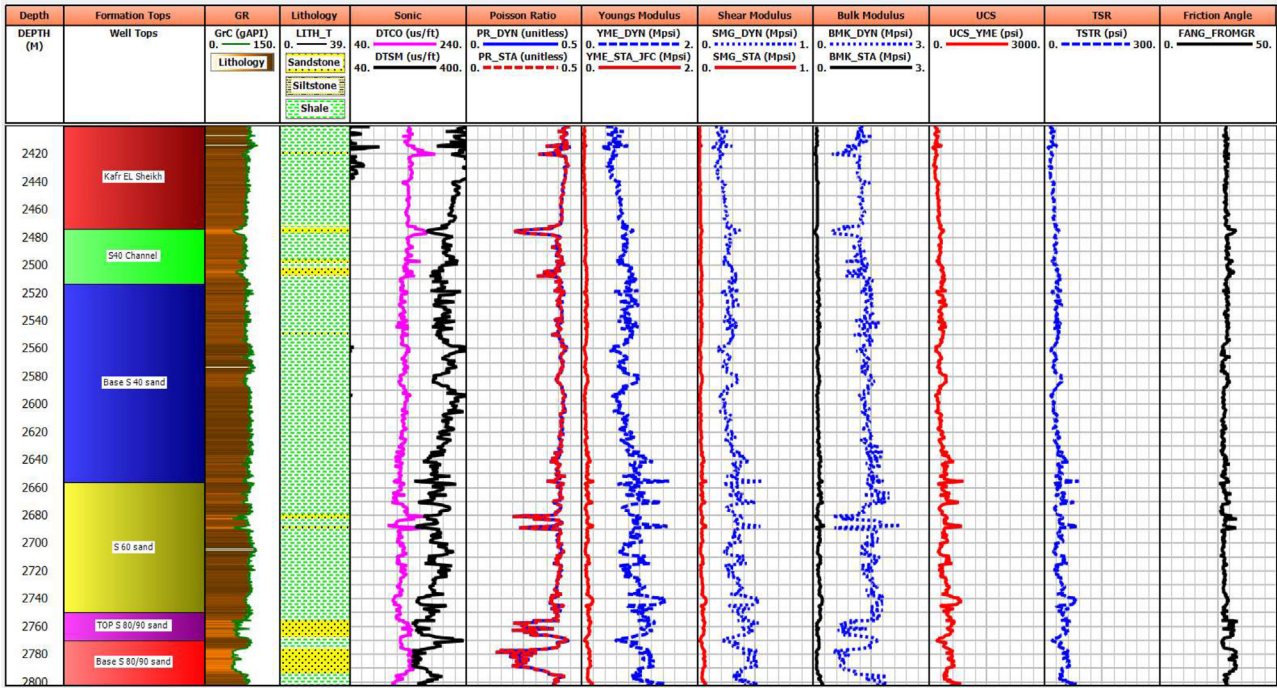 Depth Formation Tops GR Lithology Sonic Poisson Ratio Youngs Modulus Shear Modulus Bulk Modulus UCS TSR Friction Angle
DEPTH (M)
Well Tops
GrC (gAPI)
0. 150.
Lithology
LITH_T
0. 39.
Sandstone
Siltstone
Shale
DTCO (us/ft)
40. 240.
DTSM (us/ft)
40. 400.
PR_DYN (unitless)
0. 0.5
PR_STA (unitless)
0. 0.5
YME_DYN (Mpsi)
0. 2.
YME_STA_JFC (Mpsi)
0. 2.
SMG_DYN (Mpsi)
0. 1.
SMG_STA (Mpsi)
0. 1.
BMK_DYN (Mpsi)
0. 3.
BMK_STA (Mpsi)
0. 3.
UCS_YME (psi)
0. 3000.
TSTR (psi)
0. 300.
FANG_FROMGR
0. 50.
2420
2440
2460
2480
2500
2520
2540
2560
2580
2600
2620
2640
2660
2680
2700
2720
2740
2760
2780
2800
Kafr EL Sheikh
S40 Channel
Base S 40 sand
S 60 sand
TOP S 80/90 sand
Base S 80/90 sand